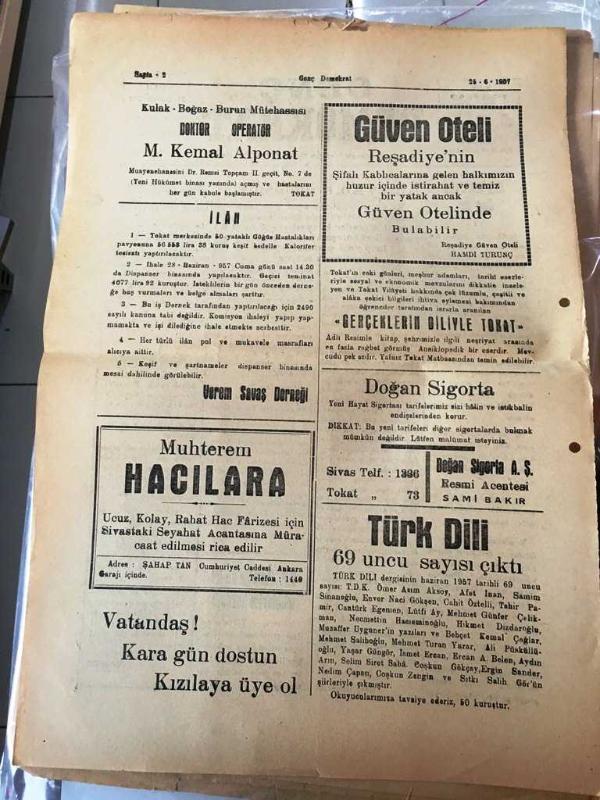 Sayfa - 2
Genç Demokrat
25 - 6 - 1957
Kulak - Boğaz - Burun Mütehassısı
DOKTOR OPERATÖR
M. Kemal Alponat
Muayenehanesini Dr. Remzi Topçam II. geçit, No. 7 de
(Yeni Hükümet binası yanında) açmış ve hastalarını
her gün kabule başlamıştır. TOKAT
İLÂN
1 — Tokat merkezinde 50 yataklı Göğüs Hastalıkları
pavyonuna 56 553 lira 38 kuruş keşif bedelle Kalorifer
tesisatı yaptırılacaktır.
2 — İhale 28 - Haziran - 957 Cuma günü saat 14.30
da Dispanser binasında yapılacaktır. Geçici teminat
4077 lira 92 kuruştur. İsteklilerin bir gün önceden derne-
ğe baş vurmaları ve belge almaları şarttır.
3 — Bu iş Dernek tarafından yaptırılacağı için 2490
sayılı kanuna tabi değildir. Komisyon ihaleyi yapıp yap-
mamakta ve işi dilediğine ihale etmekte serbesttir.
4 — Her türlü ilân pul ve mukavele masrafları
alıcıya aittir.
5 — Keşif ve şartnameler dispanser binasında
mesai dahilinde görülebilir.
Verem Savaş Derneği
Muhterem
HACILARA
Ucuz, Kolay, Rahat Hac Fârizesi için
Sivastaki Seyahat Acantasına Müra-
caat edilmesi rica edilir
Adres : ŞAHAP TAN Cumhuriyet Caddesi Ankara
Garajı içinde. Telefon : 1440
Vatandaş !
Kara gün dostun
Kızılaya üye ol
Güven Oteli
Reşadiye'nin
Şifalı Kablıcalarına gelen halkımızın
huzur içinde istirahat ve temiz
bir yatak ancak
Güven Otelinde
Bulabilir
Reşadiye Güven Oteli
HAMDİ TURUNÇ
Tokat'ın eski günleri, meşhur adamları, tarihi eserle-
riyle sosyal ve ekonomik mevzularını dikkatle incele-
yen ve Tokat Vilâyeti hakkında çok lüzumlu, çeşitli ve
alâka çekici bilgileri ihtiva eylemesi bakımından
öğrenciler tarafından ısrarla aranılan
«GERÇEKLERİN DİLİYLE TOKAT»
Adlı Resimli kitap, şehrimizle ilgili neşriyat arasında
en fazla rağbet görmüş Ansiklopedik bir eserdir. Mev-
cudu pek azdır. Yalnız Tokat Matbaasından temin edilebilir.
Doğan Sigorta
Yeni Hayat Sigortası tarifelerimiz sizi hâlin ve istikbalin
endişelerinden korur.
DİKKAT: Bu yeni tarifeleri diğer sigortalarda bulmak
mümkün değildir. Lütfen malûmat isteyiniz.
Sivas Telf. : 1336
Tokat „ 73
Doğan Sigorta A. Ş.
Resmi Acentesi
SAMİ BAKIR
Türk Dili
69 uncu sayısı çıktı
TÜRK DİLİ dergisinin haziran 1957 tarihli 69 uncu
sayısı: T.D.K. Ömer Asım Aksoy, Afet İnan, Samim
Sinanoğlu, Enver Naci Gökşen, Cahit Öztelli, Tahir Pa-
mir, Cantürk Egemen, Lütfi Ay, Mehmet Günfer Çelik-
man, Necmettin Hacıeminoğlu, Hikmet Dizdaroğlu,
Muzaffer Uyguner'in yazıları ve Behçet Kemal Çağlar,
Mehmet Salihoğlu, Mehmet Turan Yarar, Ali Püsküllü-
oğlu, Yaşar Güngör, İsmet Erzan, Ercan A. Belen, Aydın
Arın, Selim Sırat Sabâ, Coşkun Gökçay, Ergin Sander,
Nedim Çapan, Coşkun Zengin ve Sıtkı Salih Gör'ün
şiirleriyle çıkmıştır.
Okuyucularımıza tavsiye ederiz, 50 kuruştur.